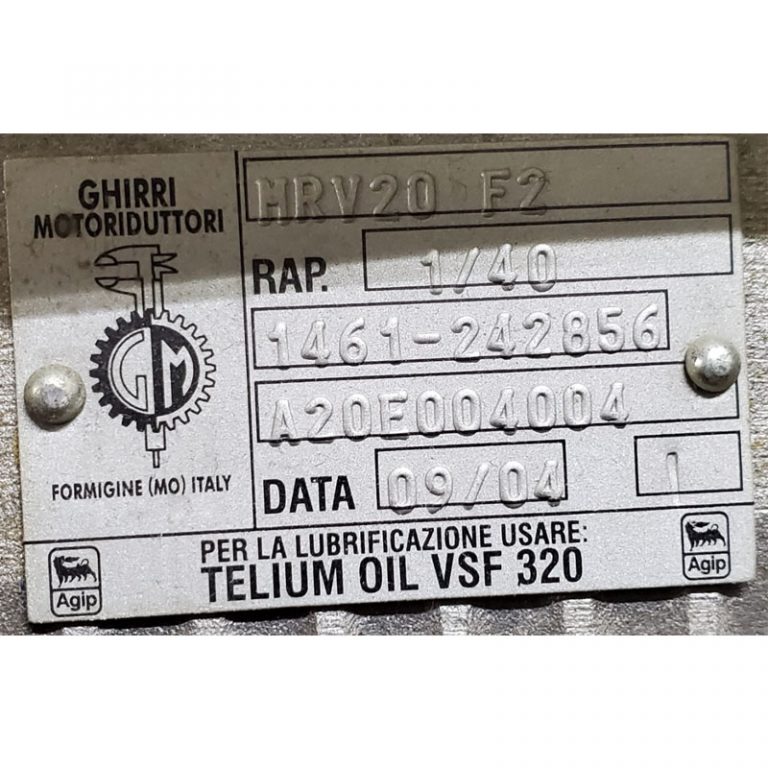 GHIRRI
MOTORIDUTTORI
GM
FORMIGINE (MO) ITALY
MRV20 F2
RAP. 1/40
1461-242856
A20E004004
DATA 09/04 I
PER LA LUBRIFICAZIONE USARE:
TELIUM OIL VSF 320
Agip
Agip